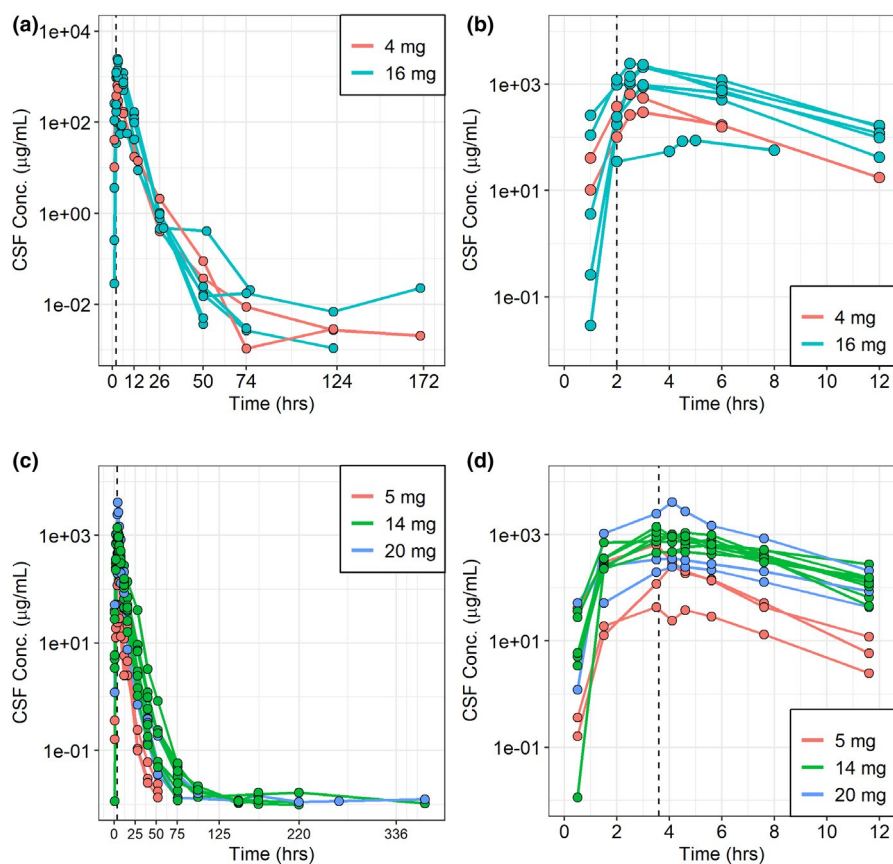 (a)
1e+04
1e+02
1e+00
1e-02
CSF Conc. (µg/mL)
4 mg
16 mg
0 12 26 50 74 124 172
Time (hrs)
(b)
1e+03
1e+01
1e-01
CSF Conc. (µg/mL)
4 mg
16 mg
0 2 4 6 8 10 12
Time (hrs)
(c)
1e+03
1e+01
1e-01
CSF Conc. (µg/mL)
5 mg
14 mg
20 mg
0 25 50 75 125 220 336
Time (hrs)
(d)
1e+03
1e+01
1e-01
CSF Conc. (µg/mL)
5 mg
14 mg
20 mg
0 2 4 6 8 10 12
Time (hrs)